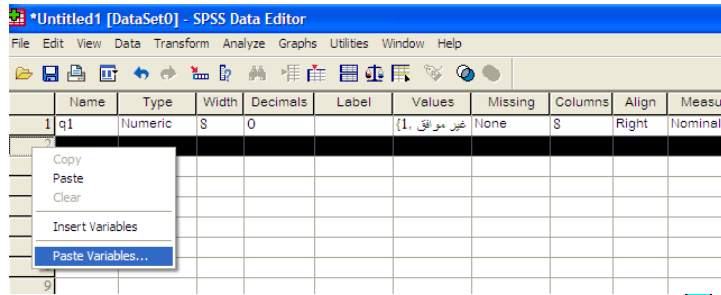 *Untitled1 [DataSet0] - SPSS Data Editor
File Edit View Data Transform Analyze Graphs Utilities Window Help
Name Type Width Decimals Label Values Missing Columns Align Measu
1 q1 Numeric 8 0 {1, غير موافق None 8 Right Nominal
2
Copy
Paste
Clear
Insert Variables
Paste Variables...
9